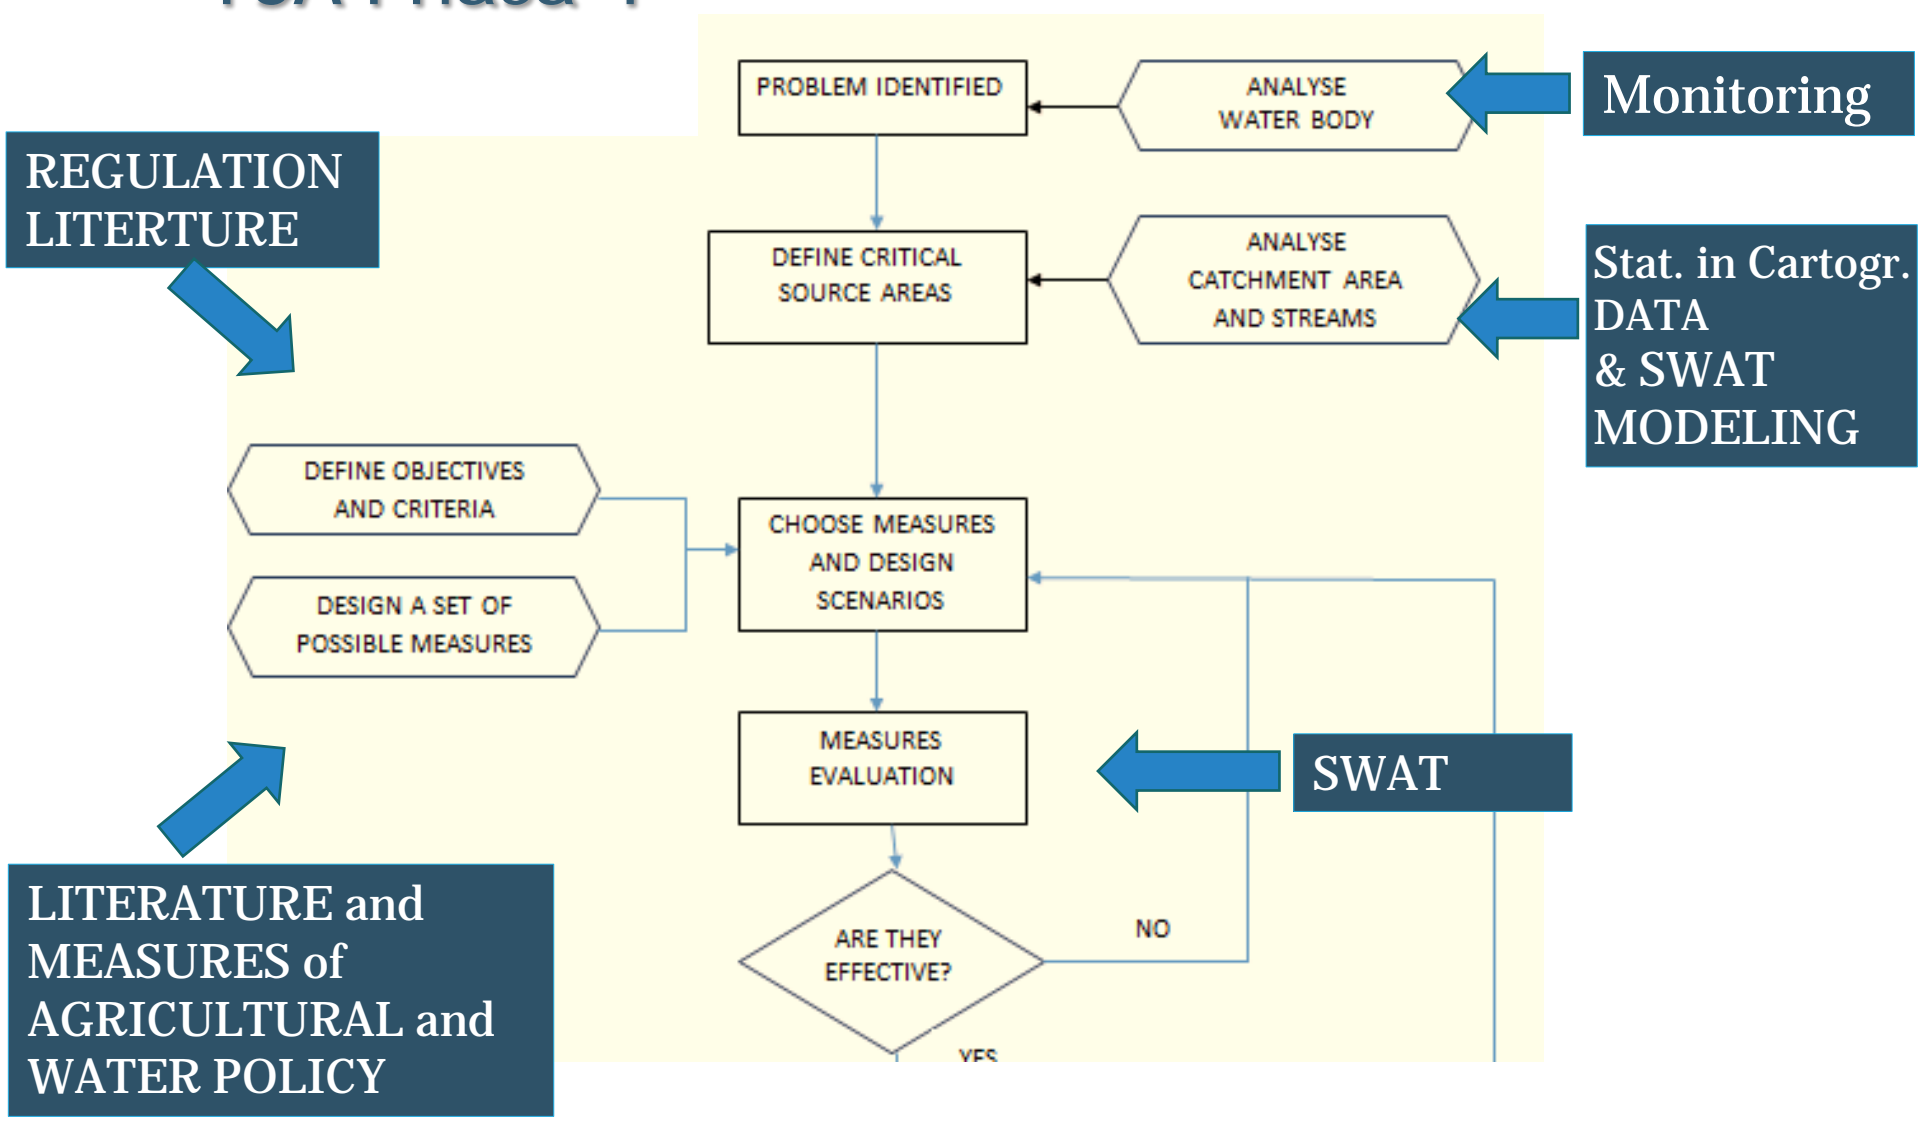 PROBLEM IDENTIFIED
ANALYSE
WATER BODY
Monitoring
REGULATION
LITERTURE
DEFINE CRITICAL
SOURCE AREAS
ANALYSE
CATCHMENT AREA
AND STREAMS
Stat. in Cartogr.
DATA
& SWAT
MODELING
DEFINE OBJECTIVES
AND CRITERIA
CHOOSE MEASURES
AND DESIGN
SCENARIOS
DESIGN A SET OF
POSSIBLE MEASURES
MEASURES
EVALUATION
SWAT
LITERATURE and
MEASURES of
AGRICULTURAL and
WATER POLICY
ARE THEY
EFFECTIVE?
NO
YES